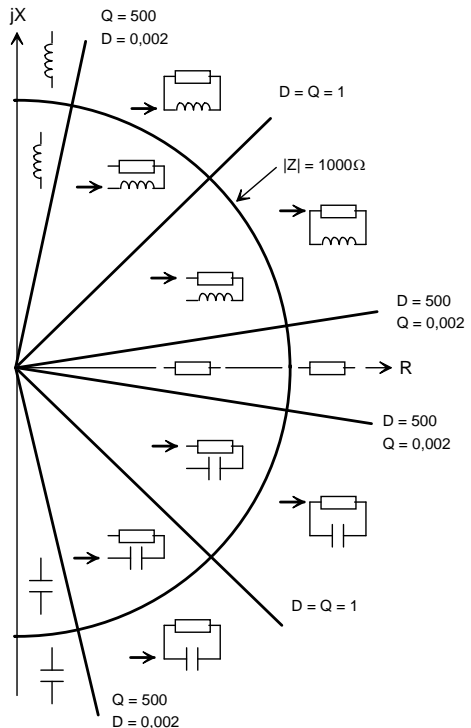 jX
Q = 500
D = 0,002
D = Q = 1
|Z| = 1000Ω
D = 500
Q = 0,002
R
D = 500
Q = 0,002
D = Q = 1
Q = 500
D = 0,002